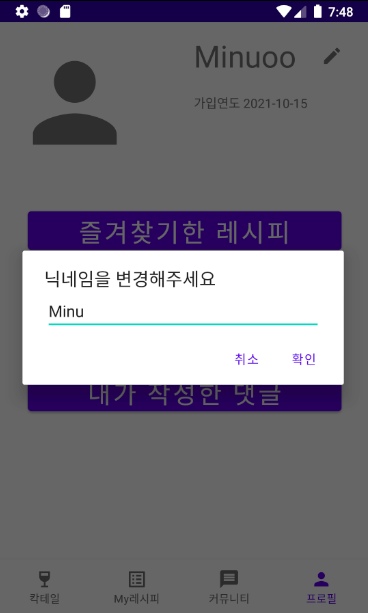 7:48
Minuoo
가입연도 2021-10-15
즐겨찾기한 레시피
닉네임을 변경해주세요
Minu
취소 확인
내가 작성한 댓글
칵테일 My레시피 커뮤니티 프로필